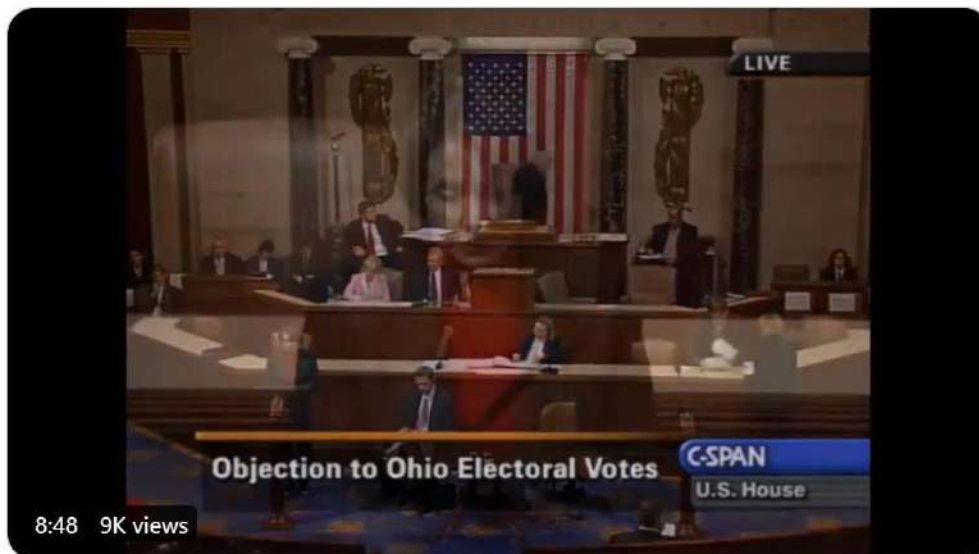 LIVE
Objection to Ohio Electoral Votes
C-SPAN
U.S. House
8:48 9K views